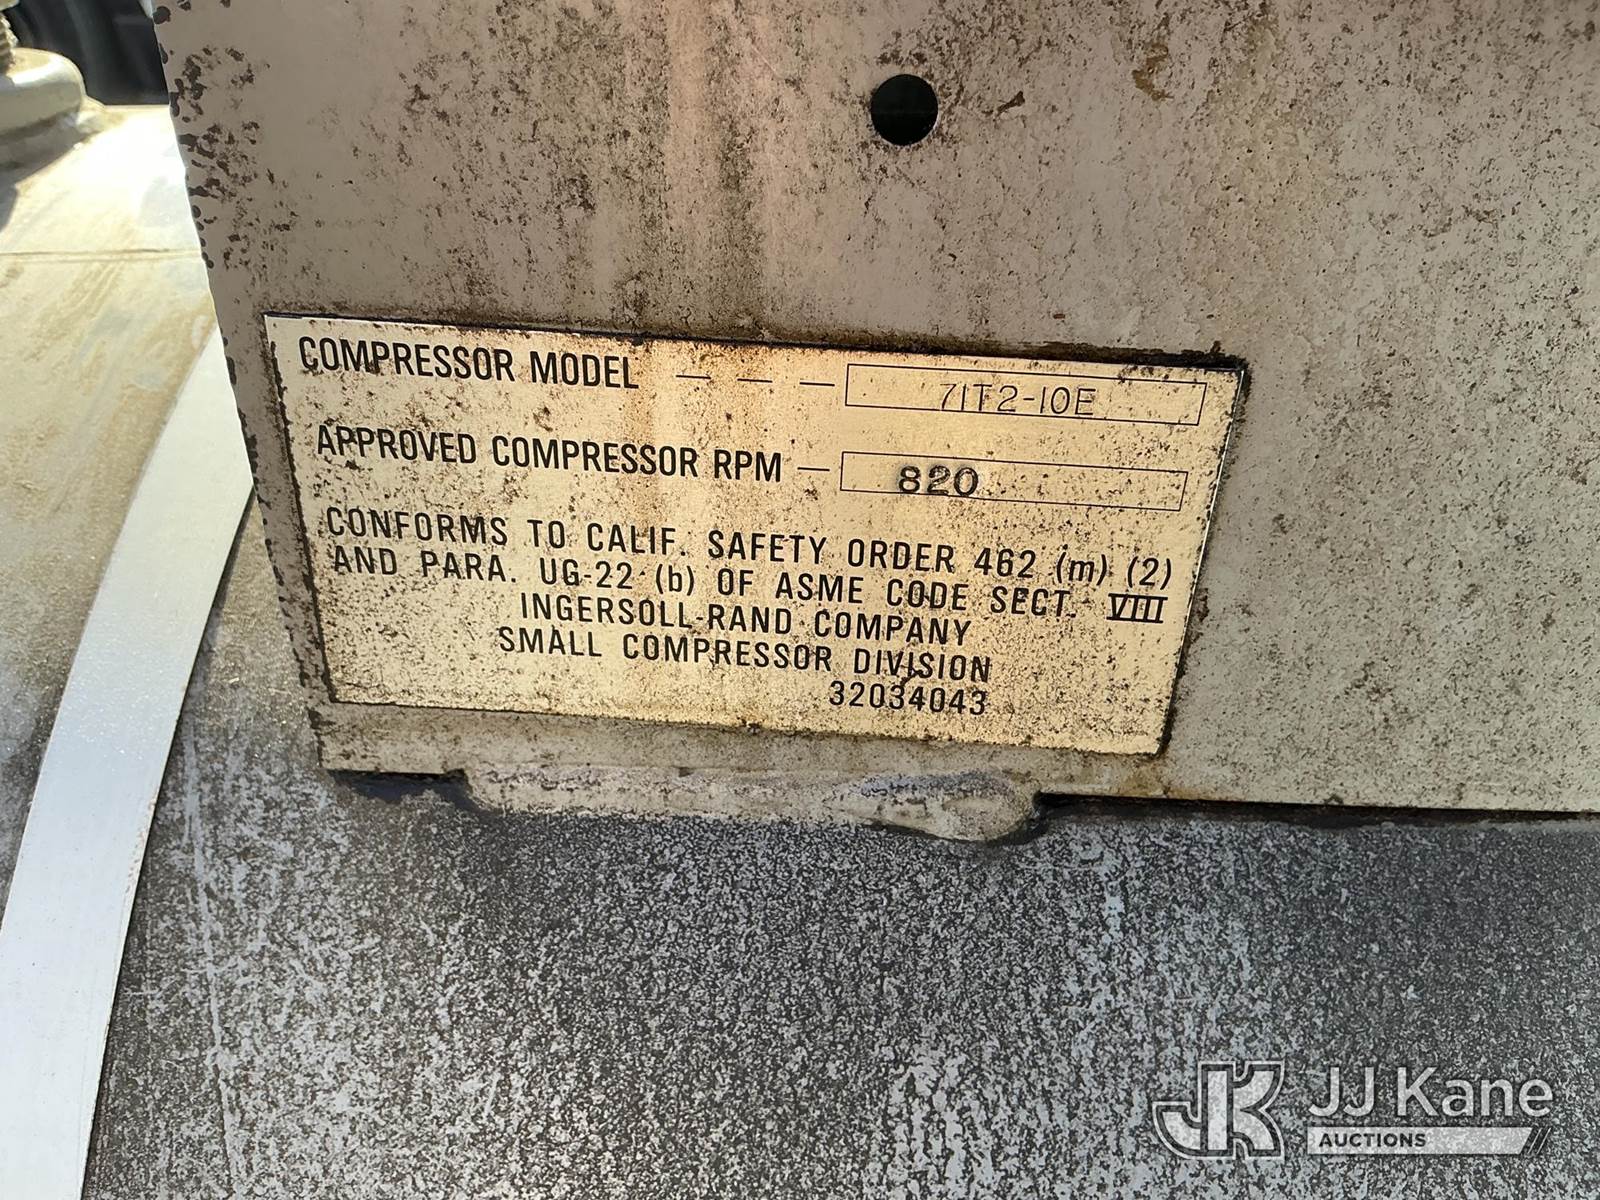 COMPRESSOR MODEL - - - 71T2-10E
APPROVED COMPRESSOR RPM - 820
CONFORMS TO CALIF. SAFETY ORDER 462 (m) (2)
AND PARA. UG-22 (b) OF ASME CODE SECT. VIII
INGERSOLL-RAND COMPANY
SMALL COMPRESSOR DIVISION
32034043
JK JJ Kane
AUCTIONS